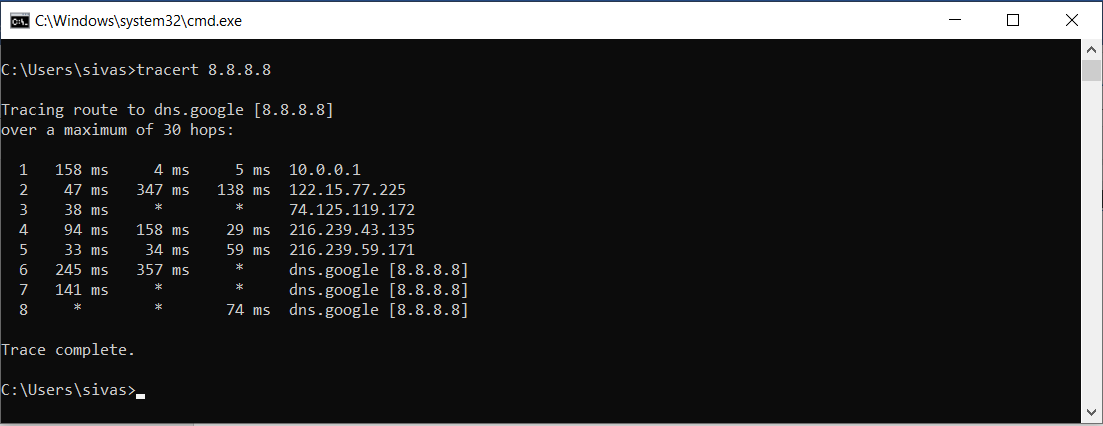 C:\Windows\system32\cmd.exe
C:\Users\sivas>tracert 8.8.8.8
Tracing route to dns.google [8.8.8.8]
over a maximum of 30 hops:
1 158 ms 4 ms 5 ms 10.0.0.1
2 47 ms 347 ms 138 ms 122.15.77.225
3 38 ms * * 74.125.119.172
4 94 ms 158 ms 29 ms 216.239.43.135
5 33 ms 34 ms 59 ms 216.239.59.171
6 245 ms 357 ms * dns.google [8.8.8.8]
7 141 ms * * dns.google [8.8.8.8]
8 * * 74 ms dns.google [8.8.8.8]
Trace complete.
C:\Users\sivas>